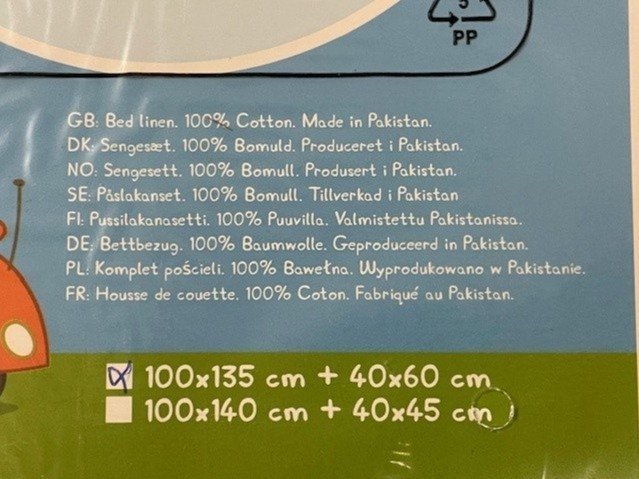 5
PP
GB: Bed linen. 100% Cotton. Made in Pakistan.
DK: Sengesæt. 100% Bomuld. Produceret i Pakistan.
NO: Sengesett. 100% Bomull. Produsert i Pakistan.
SE: Påslakanset. 100% Bomull. Tillverkad i Pakistan
FI: Pussilakanasetti. 100% Puuvilla. Valmistettu Pakistanissa.
DE: Bettbezug. 100% Baumwolle. Geproduceerd in Pakistan.
PL: Komplet pościeli. 100% Bawełna. Wyprodukowano w Pakistanie.
FR: Housse de couette. 100% Coton. Fabriqué au Pakistan.
100x135 cm + 40x60 cm
100x140 cm + 40x45 cm